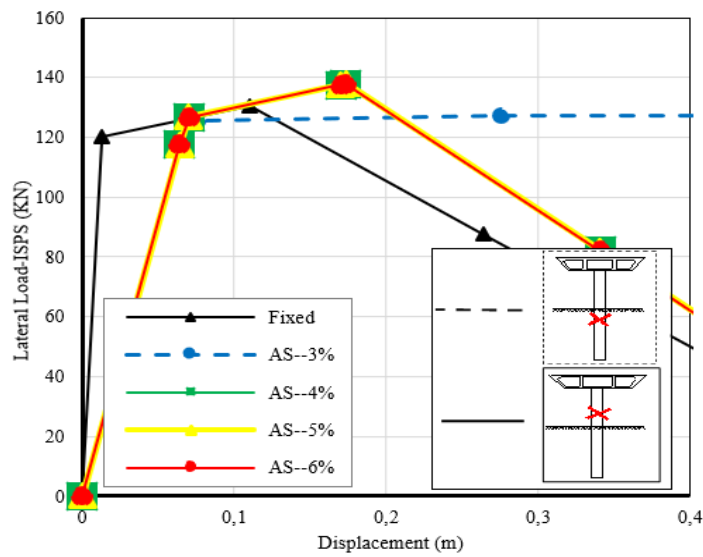 160
140
120
100
80
60
40
20
0
Lateral Load-ISPS (KN)
Fixed
AS--3%
AS--4%
AS--5%
AS--6%
0 0,1 0,2 0,3 0,4
Displacement (m)